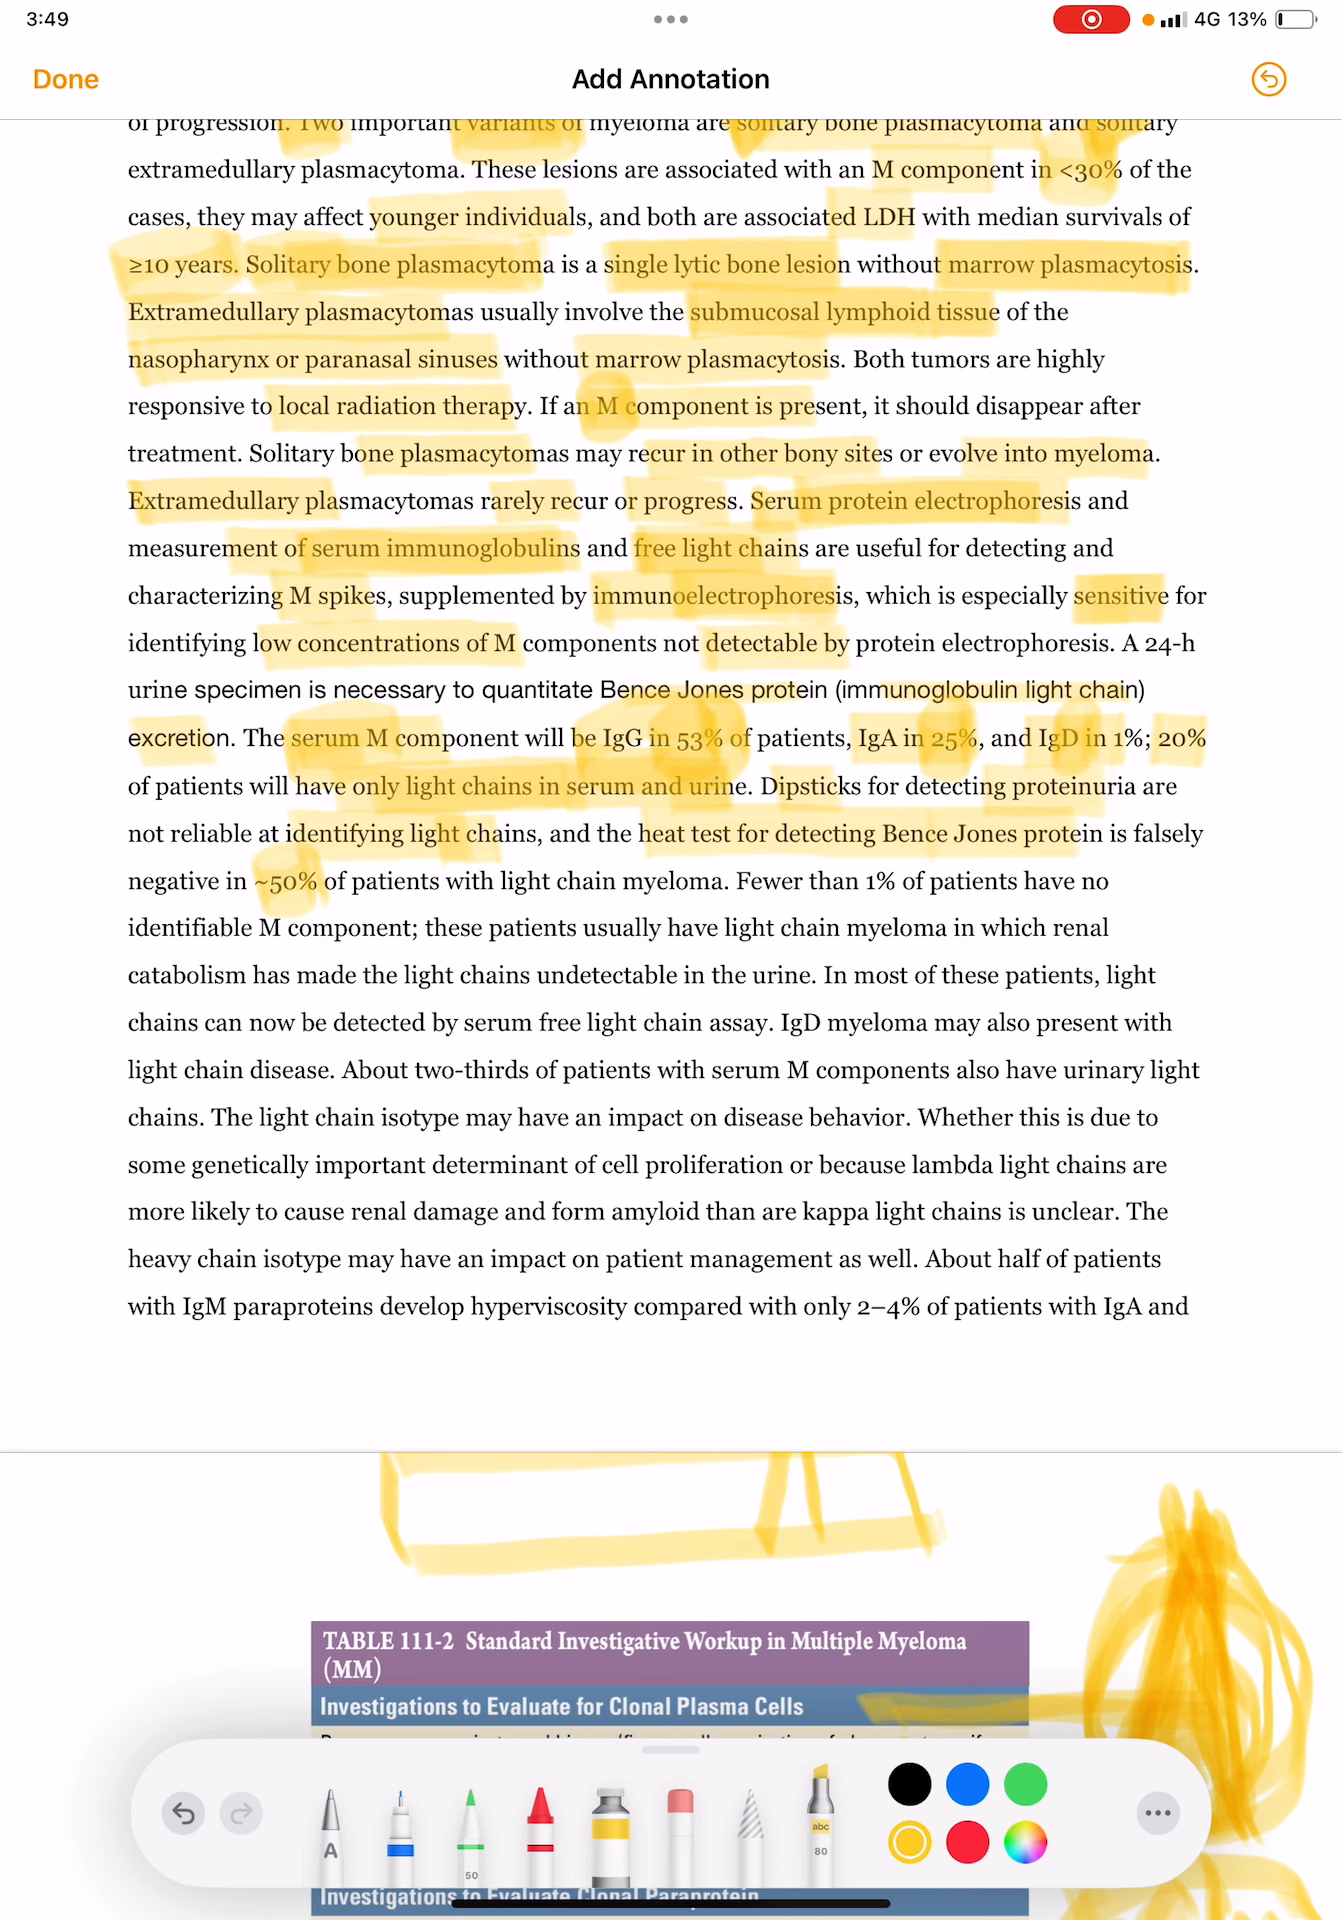 3:49
4G 13%
Done
Add Annotation
of progression. Two important variants of myeloma are solitary bone plasmacytoma and solitary
extramedullary plasmacytoma. These lesions are associated with an M component in <30% of the
cases, they may affect younger individuals, and both are associated LDH with median survivals of
≥10 years. Solitary bone plasmacytoma is a single lytic bone lesion without marrow plasmacytosis.
Extramedullary plasmacytomas usually involve the submucosal lymphoid tissue of the
nasopharynx or paranasal sinuses without marrow plasmacytosis. Both tumors are highly
responsive to local radiation therapy. If an M component is present, it should disappear after
treatment. Solitary bone plasmacytomas may recur in other bony sites or evolve into myeloma.
Extramedullary plasmacytomas rarely recur or progress. Serum protein electrophoresis and
measurement of serum immunoglobulins and free light chains are useful for detecting and
characterizing M spikes, supplemented by immunoelectrophoresis, which is especially sensitive for
identifying low concentrations of M components not detectable by protein electrophoresis. A 24-h
urine specimen is necessary to quantitate Bence Jones protein (immunoglobulin light chain)
excretion. The serum M component will be IgG in 53% of patients, IgA in 25%, and IgD in 1%; 20%
of patients will have only light chains in serum and urine. Dipsticks for detecting proteinuria are
not reliable at identifying light chains, and the heat test for detecting Bence Jones protein is falsely
negative in ~50% of patients with light chain myeloma. Fewer than 1% of patients have no
identifiable M component; these patients usually have light chain myeloma in which renal
catabolism has made the light chains undetectable in the urine. In most of these patients, light
chains can now be detected by serum free light chain assay. IgD myeloma may also present with
light chain disease. About two-thirds of patients with serum M components also have urinary light
chains. The light chain isotype may have an impact on disease behavior. Whether this is due to
some genetically important determinant of cell proliferation or because lambda light chains are
more likely to cause renal damage and form amyloid than are kappa light chains is unclear. The
heavy chain isotype may have an impact on patient management as well. About half of patients
with IgM paraproteins develop hyperviscosity compared with only 2–4% of patients with IgA and
TABLE 111-2 Standard Investigative Workup in Multiple Myeloma
(MM)
Investigations to Evaluate for Clonal Plasma Cells
A
50
abc
80
Investigations to Evaluate Clonal Paraprotein